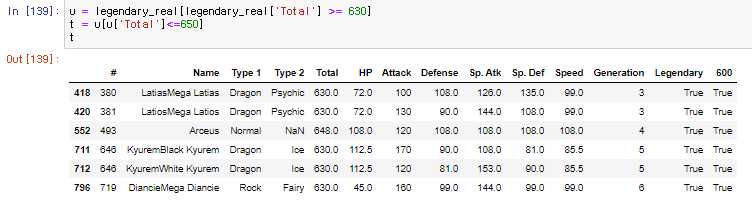 In [139]: u = legendary_real[legendary_real['Total'] >= 630]
t = u[u['Total']<=650]
t
Out[139]:
# Name Type 1 Type 2 Total HP Attack Defense Sp. Atk Sp. Def Speed Generation Legendary 600
418 380 LatiasMega Latias Dragon Psychic 630.0 72.0 100 108.0 126.0 135.0 99.0 3 True True
420 381 LatiosMega Latios Dragon Psychic 630.0 72.0 130 90.0 144.0 108.0 99.0 3 True True
552 493 Arceus Normal NaN 648.0 108.0 120 108.0 108.0 108.0 108.0 4 True True
711 646 KyuremBlack Kyurem Dragon Ice 630.0 112.5 170 90.0 108.0 81.0 85.5 5 True True
712 646 KyuremWhite Kyurem Dragon Ice 630.0 112.5 120 81.0 153.0 90.0 85.5 5 True True
796 719 DiancieMega Diancie Rock Fairy 630.0 45.0 160 99.0 144.0 99.0 99.0 6 True True